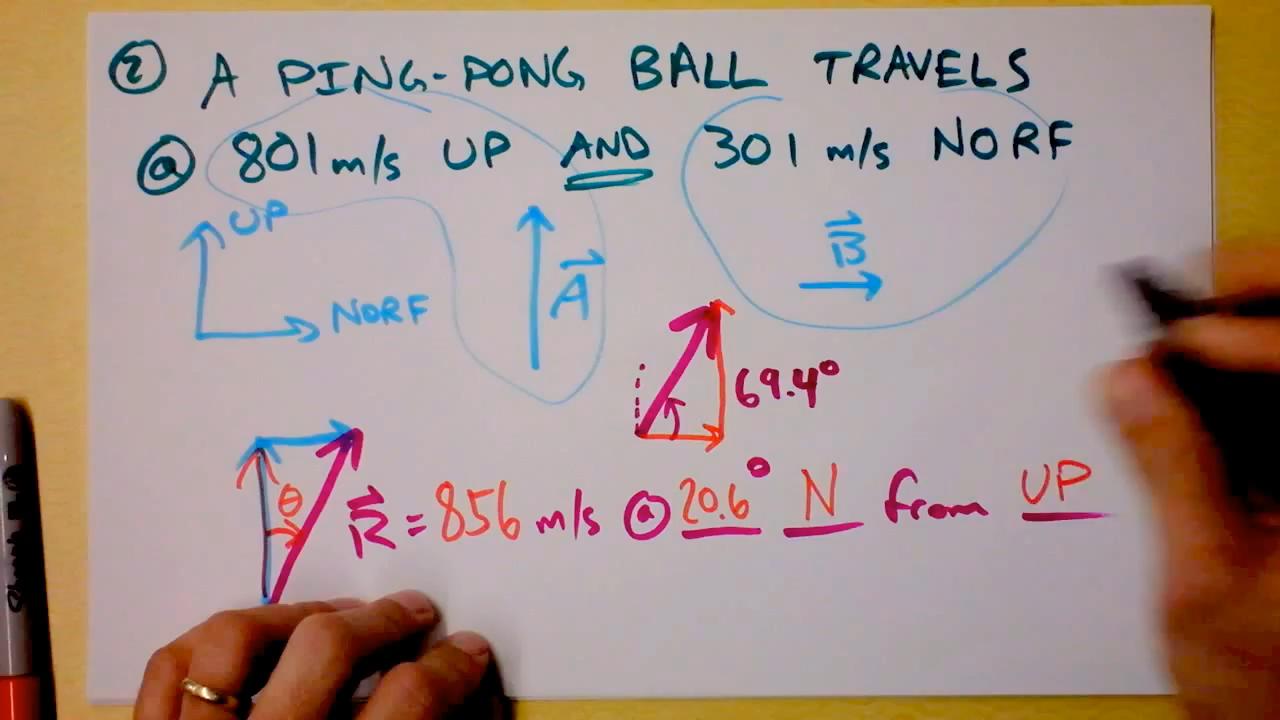 ② A PING-PONG BALL TRAVELS
@ 801 m/s UP AND 301 m/s NORF
UP
NORF
A
B
69.4°
θ
R = 856 m/s @ 20.6° N from UP